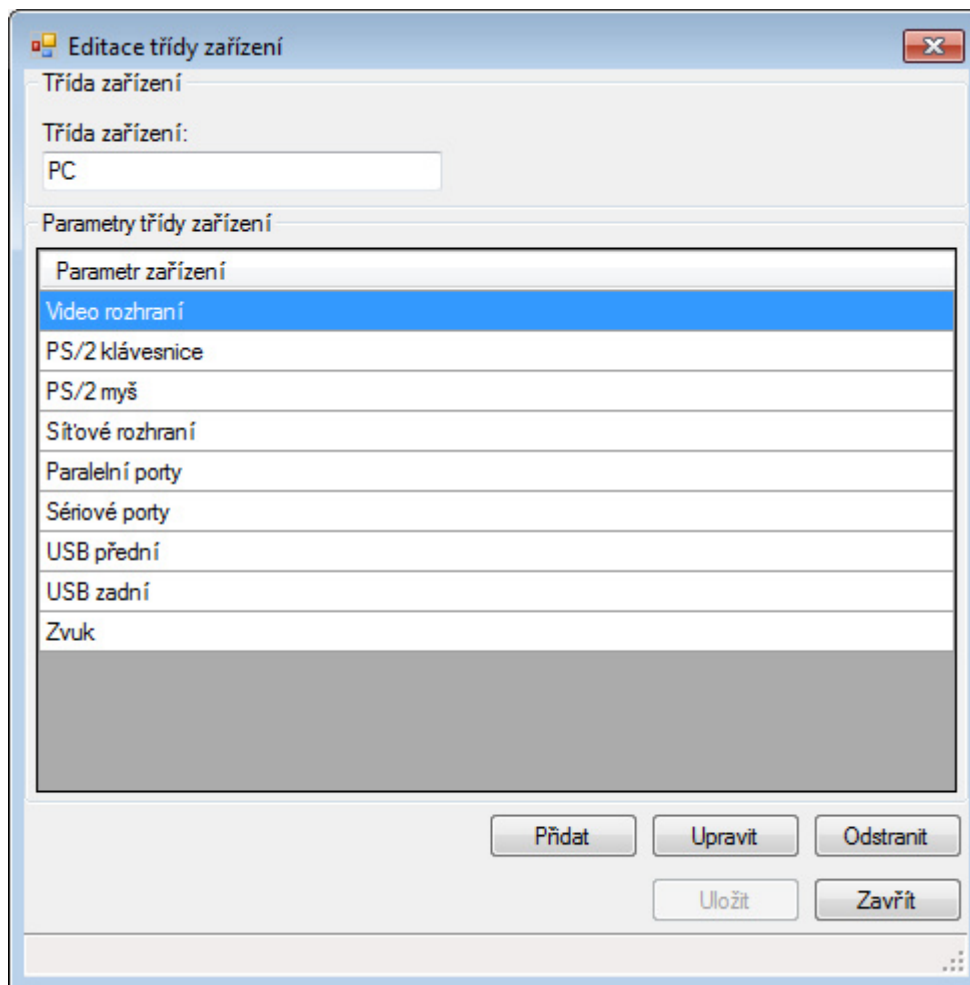 Editace třídy zařízení
Třída zařízení
Třída zařízení:
PC
Parametry třídy zařízení
Parametr zařízení
Video rozhraní
PS/2 klávesnice
PS/2 myš
Síťové rozhraní
Paralelní porty
Sériové porty
USB přední
USB zadní
Zvuk
Přidat Upravit Odstranit
Uložit Zavřít